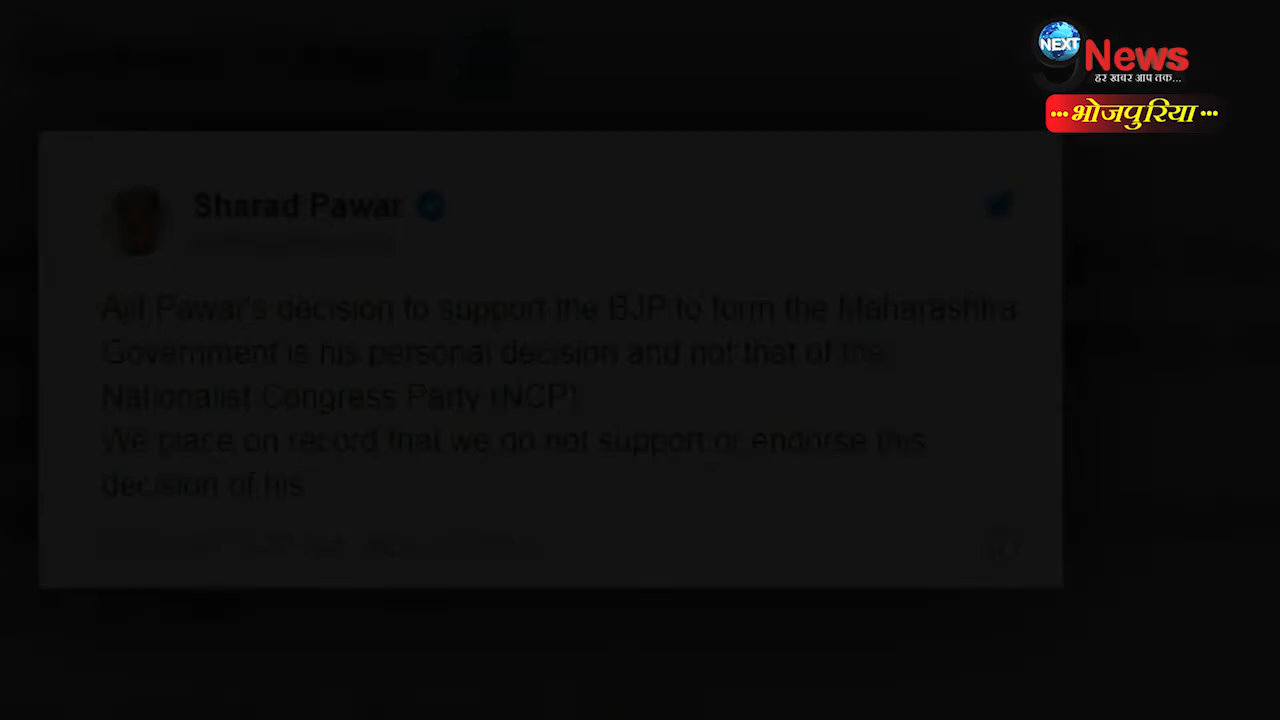 NEXT
9 News
हर खबर आप तक...
...भोजपुरिया...
Sharad Pawar
Ajit Pawar's decision to support the BJP to form the Maharashtra
Government is his personal decision and not that of the
Nationalist Congress Party (NCP)
We place on record that we do not support or endorse this
decision of his